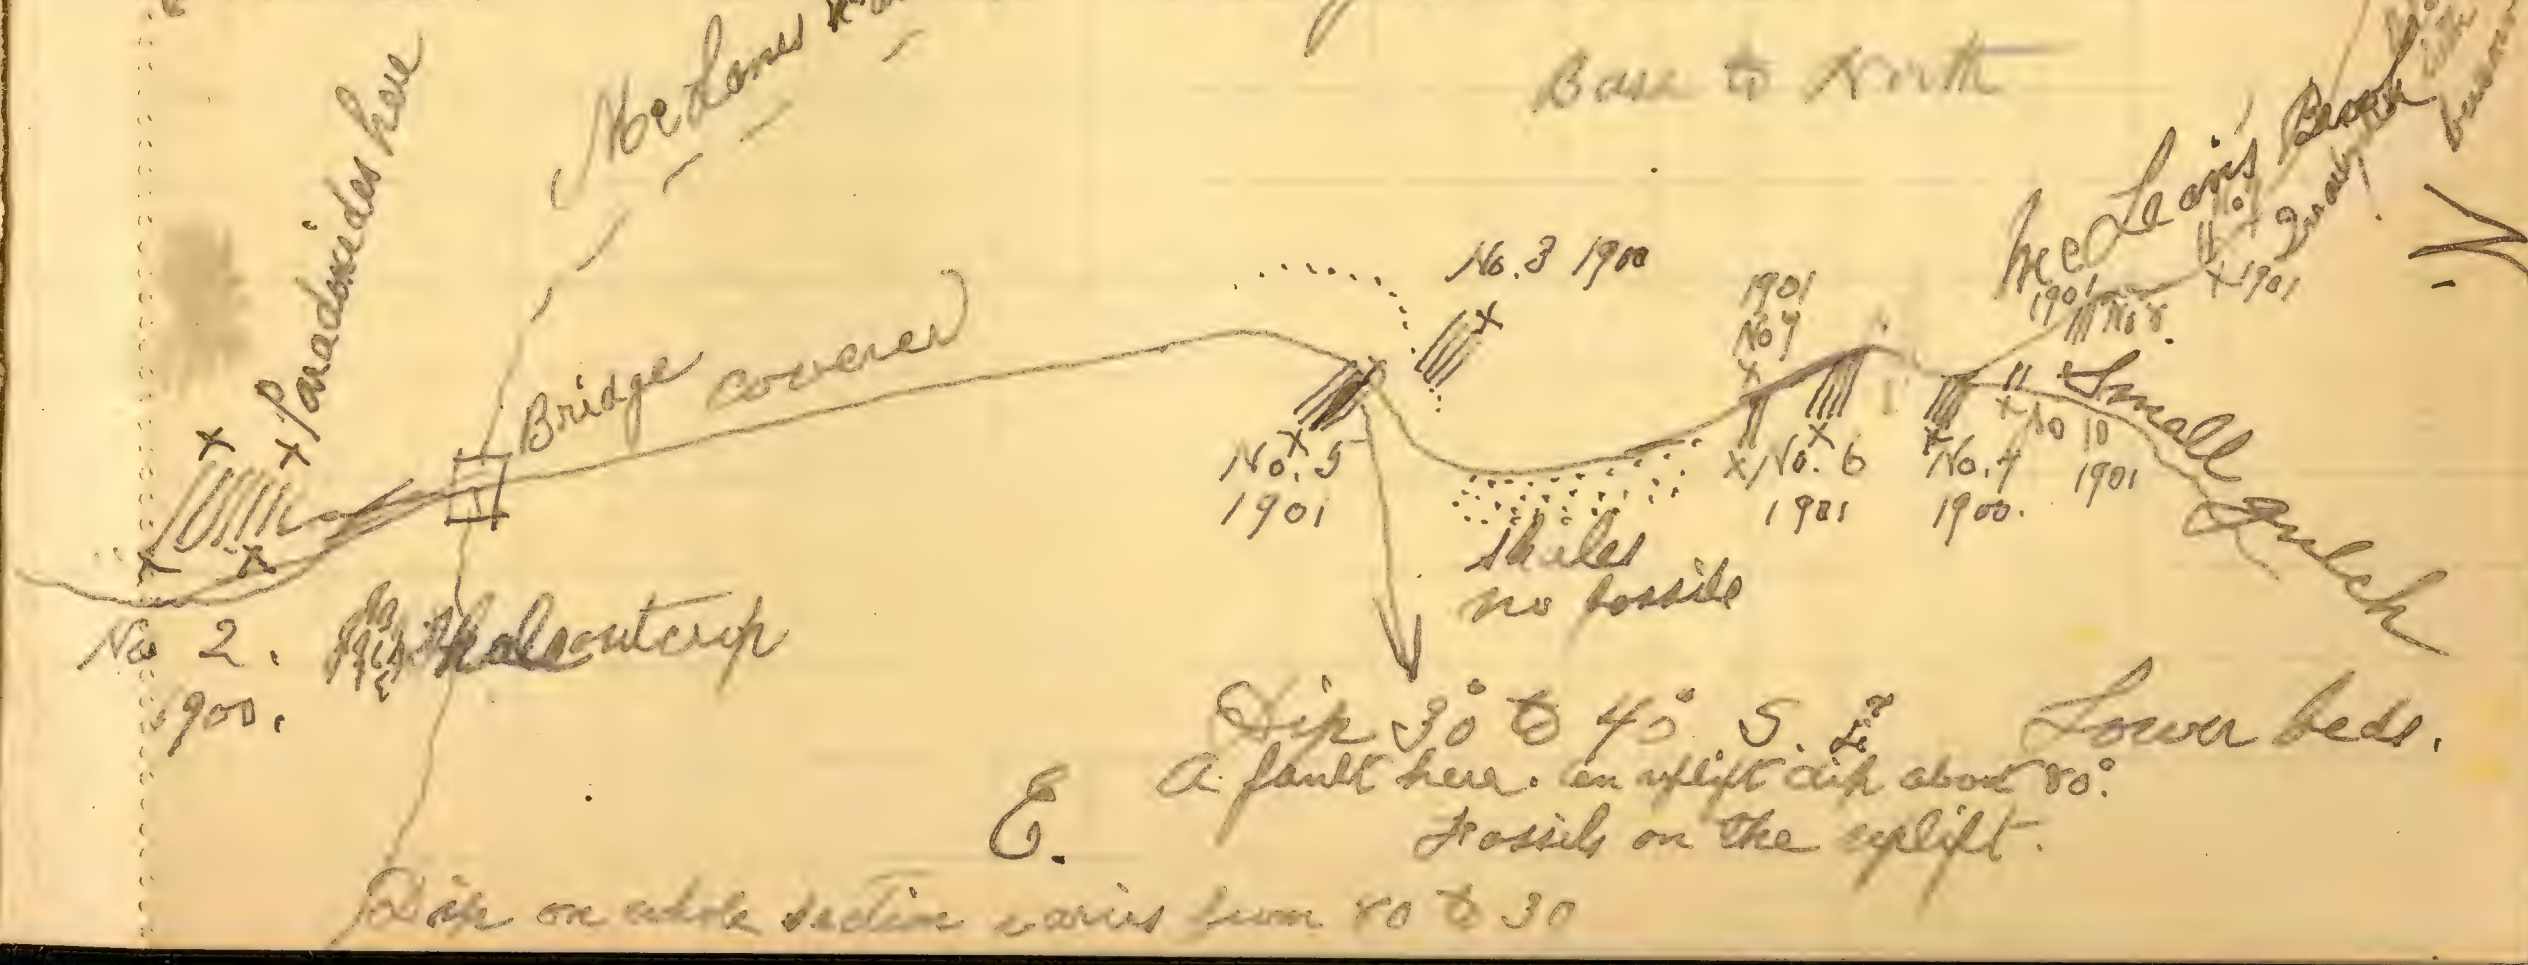 Base to North
Paradoxides here
McLanes
McLean's Brook
N
No. 3 1900
1901
No 7
1901
No 8.
1901
Bridge
covered
No. 5
1901
No. 6
1901
No. 4
1900.
No 10
1901
Small Gulch
shales
no fossils
No 2.
1900.
outcrop
Dip 30° to 40° S. E
Lower beds.
A fault here. an uplift dip about 80°.
Fossils on the uplift.
E.
Dip on whole section varies from 80 to 30